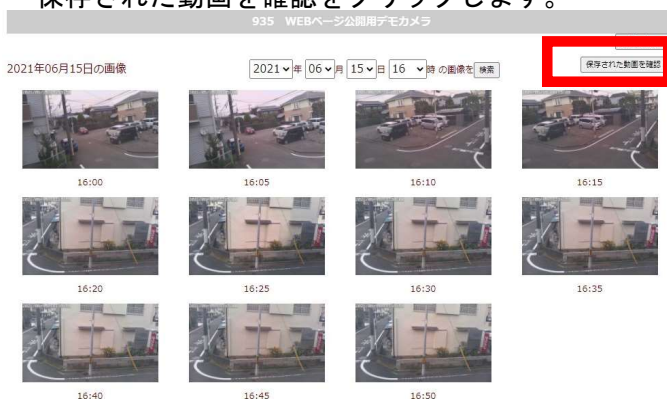 保存された動画を確認をクリックします。
935 WEBページ公開用デモカメラ
2021年06月15日の画像
2021 年 06 月 15 日 16 時 の画像を 検索
保存された動画を確認
16:00 16:05 16:10 16:15
16:20 16:25 16:30 16:35
16:40 16:45 16:50